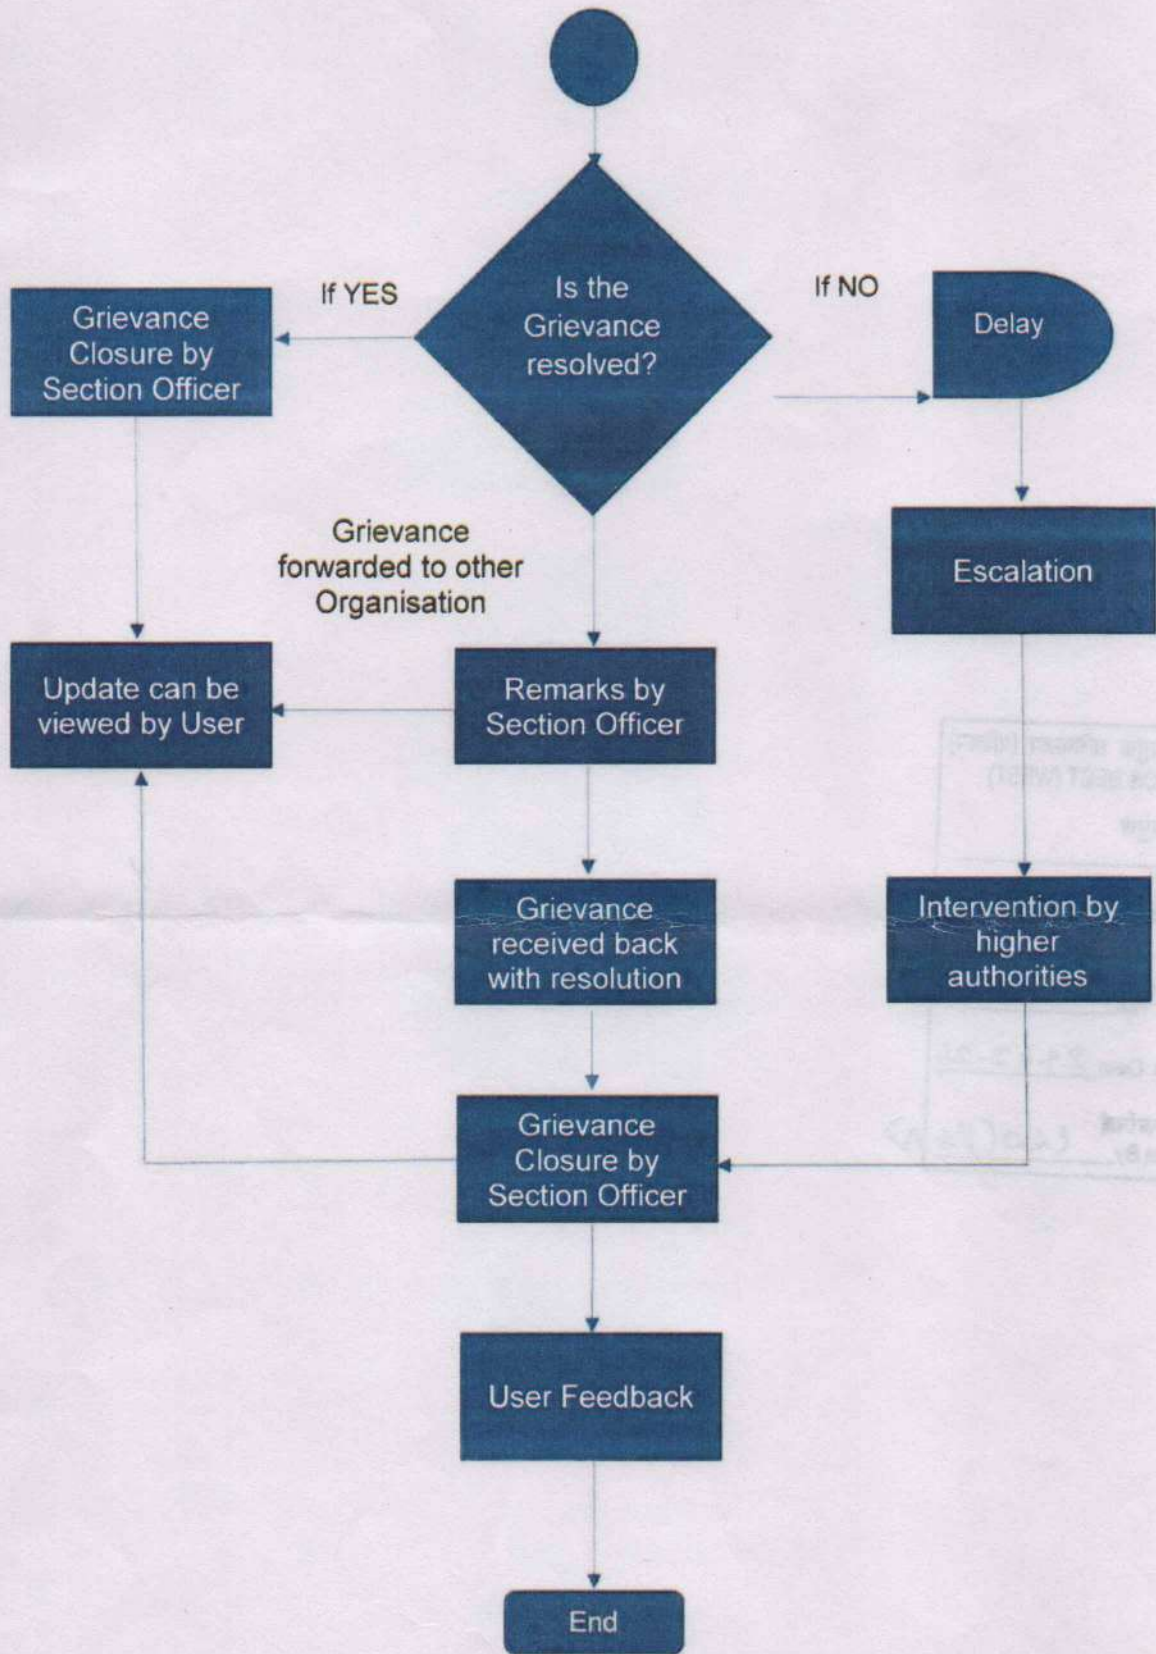 Is the
Grievance
resolved?
If YES
If NO
Grievance
Closure by
Section Officer
Delay
Grievance
forwarded to other
Organisation
Escalation
Update can be
viewed by User
Remarks by
Section Officer
Grievance
received back
with resolution
Intervention by
higher
authorities
Grievance
Closure by
Section Officer
User Feedback
End